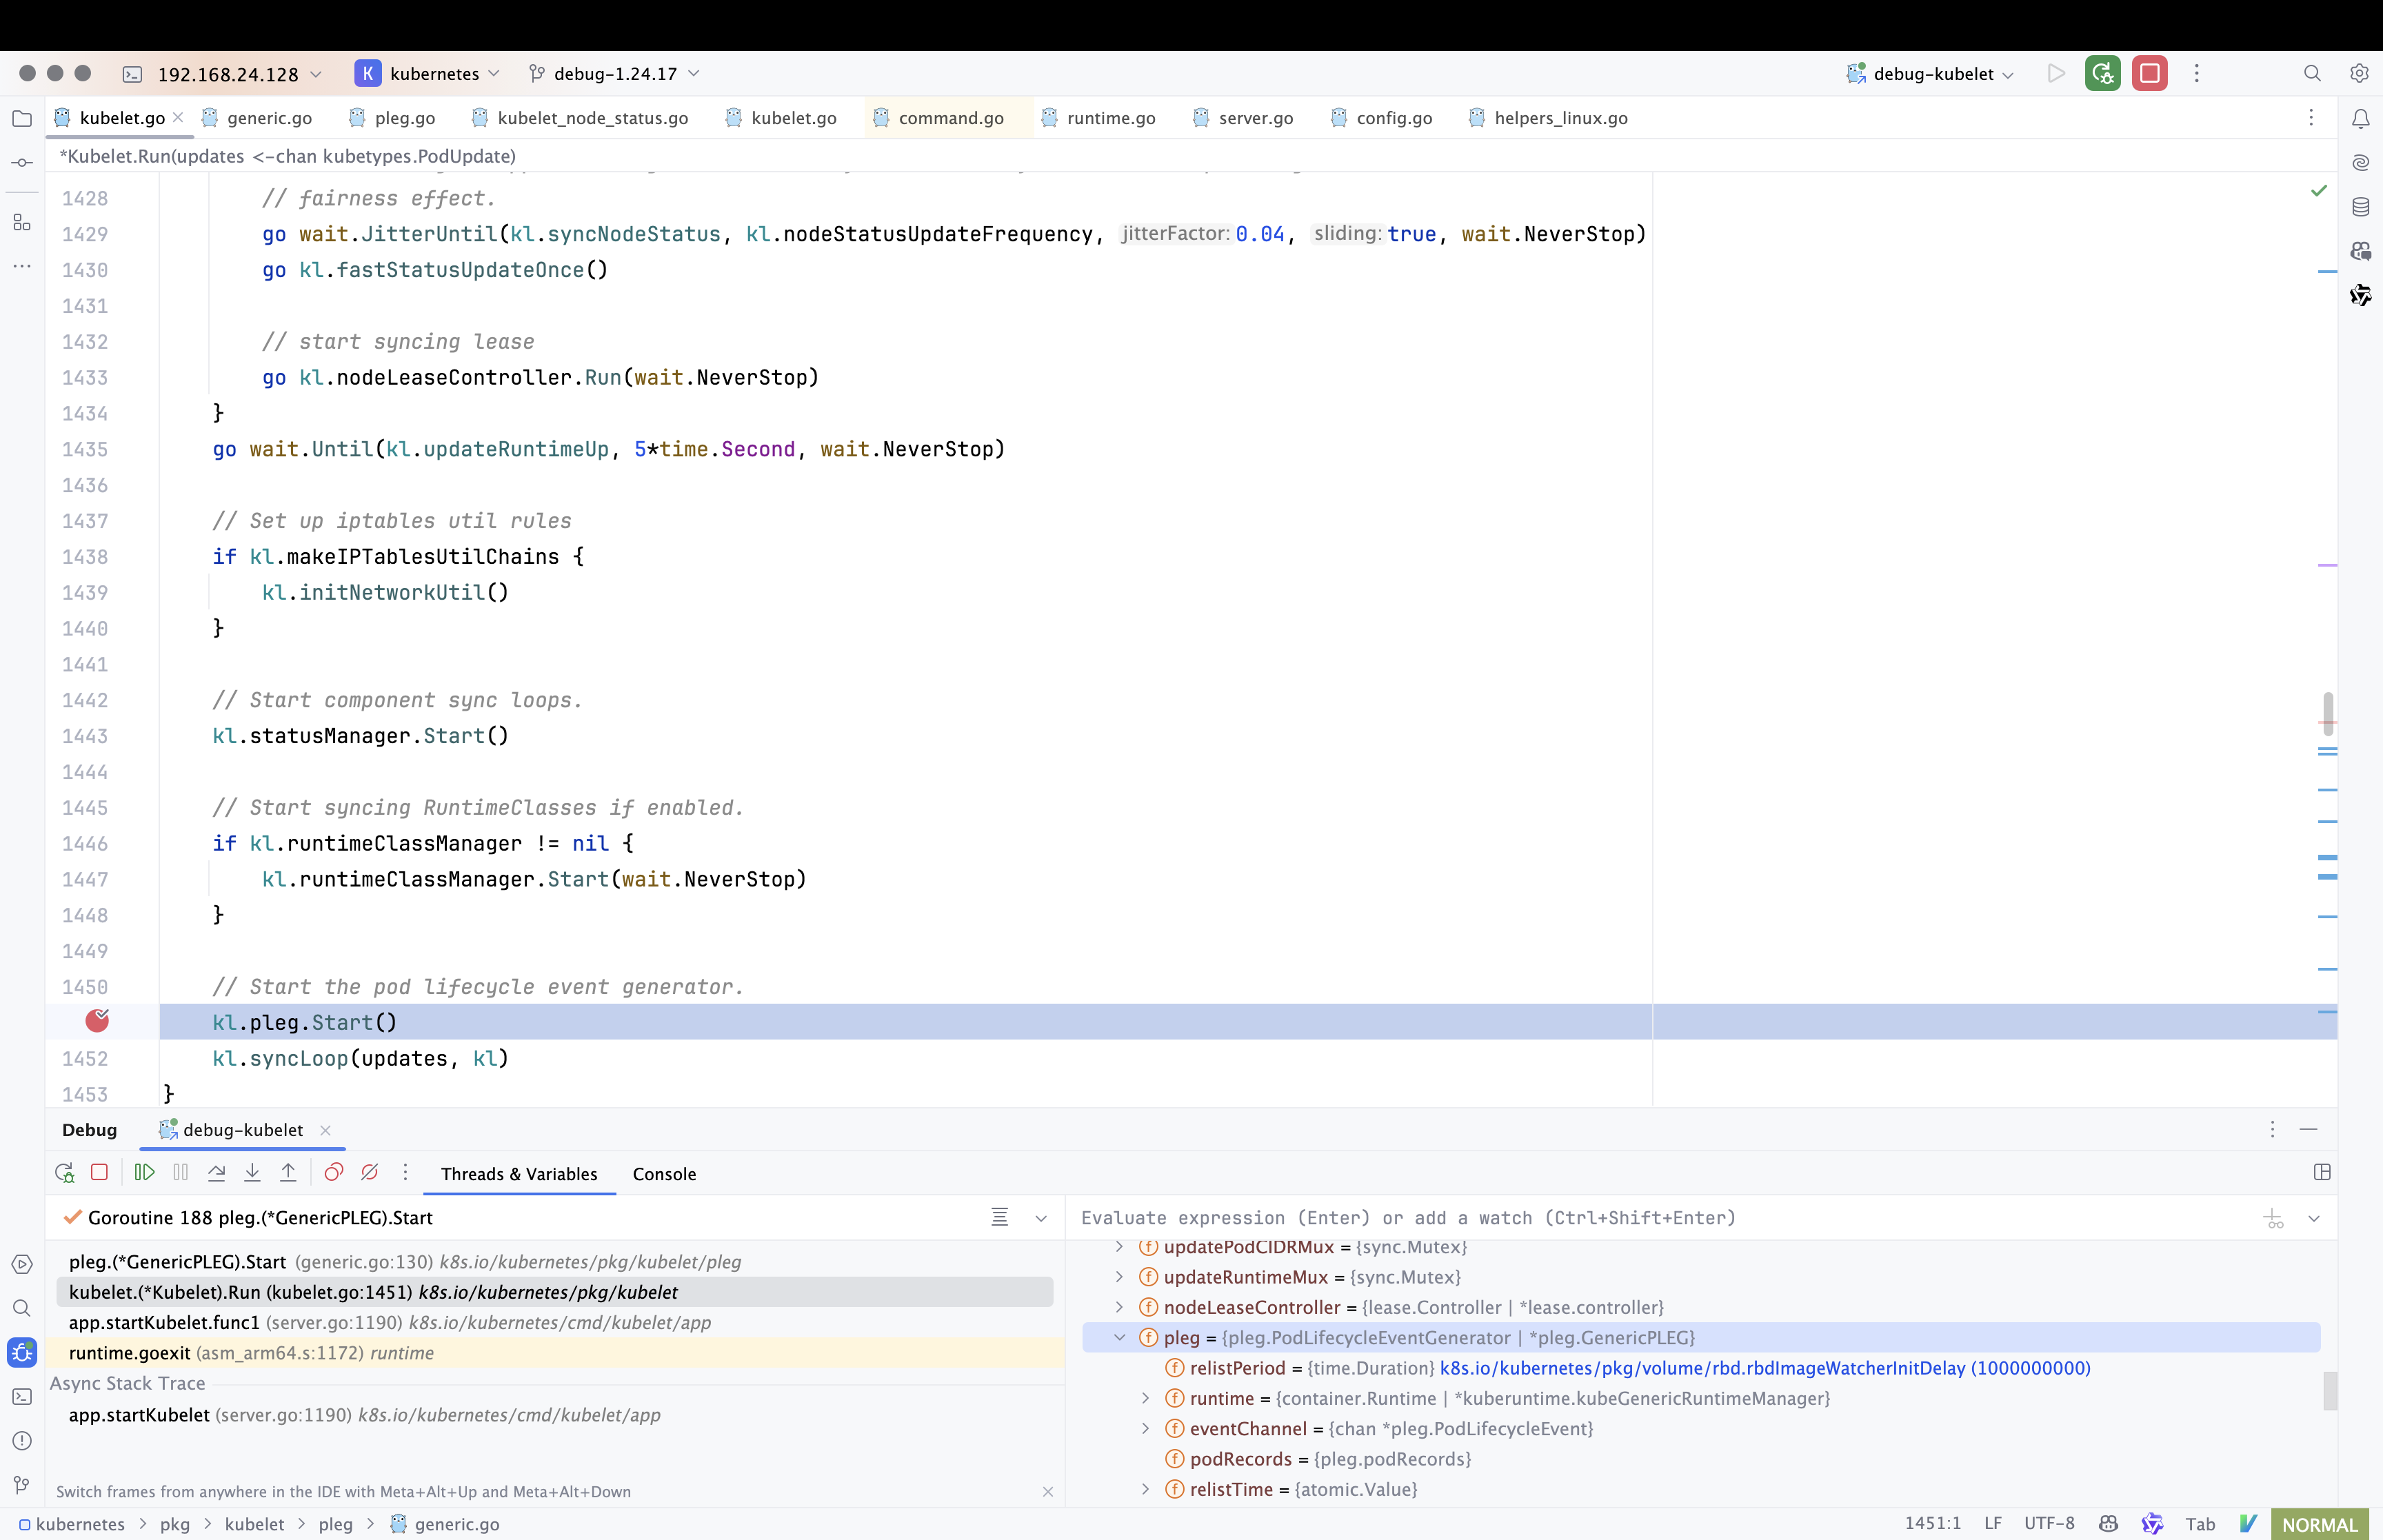 192.168.24.128 K kubernetes debug-1.24.17 debug-kubelet
kubelet.go generic.go pleg.go kubelet_node_status.go kubelet.go command.go runtime.go server.go config.go helpers_linux.go
*Kubelet.Run(updates <-chan kubetypes.PodUpdate)
1428 // fairness effect.
1429 go wait.JitterUntil(kl.syncNodeStatus, kl.nodeStatusUpdateFrequency, jitterFactor: 0.04, sliding: true, wait.NeverStop)
1430 go kl.fastStatusUpdateOnce()
1431
1432 // start syncing lease
1433 go kl.nodeLeaseController.Run(wait.NeverStop)
1434 }
1435 go wait.Until(kl.updateRuntimeUp, 5*time.Second, wait.NeverStop)
1436
1437 // Set up iptables util rules
1438 if kl.makeIPTablesUtilChains {
1439 kl.initNetworkUtil()
1440 }
1441
1442 // Start component sync loops.
1443 kl.statusManager.Start()
1444
1445 // Start syncing RuntimeClasses if enabled.
1446 if kl.runtimeClassManager != nil {
1447 kl.runtimeClassManager.Start(wait.NeverStop)
1448 }
1449
1450 // Start the pod lifecycle event generator.
kl.pleg.Start()
1452 kl.syncLoop(updates, kl)
1453 }
Debug debug-kubelet
Threads & Variables Console
Goroutine 188 pleg.(*GenericPLEG).Start
pleg.(*GenericPLEG).Start (generic.go:130) k8s.io/kubernetes/pkg/kubelet/pleg
kubelet.(*Kubelet).Run (kubelet.go:1451) k8s.io/kubernetes/pkg/kubelet
app.startKubelet.func1 (server.go:1190) k8s.io/kubernetes/cmd/kubelet/app
runtime.goexit (asm_arm64.s:1172) runtime
Async Stack Trace
app.startKubelet (server.go:1190) k8s.io/kubernetes/cmd/kubelet/app
Switch frames from anywhere in the IDE with Meta+Alt+Up and Meta+Alt+Down
Evaluate expression (Enter) or add a watch (Ctrl+Shift+Enter)
updatePodCIDRMux = {sync.Mutex}
updateRuntimeMux = {sync.Mutex}
nodeLeaseController = {lease.Controller | *lease.controller}
pleg = {pleg.PodLifecycleEventGenerator | *pleg.GenericPLEG}
relistPeriod = {time.Duration} k8s.io/kubernetes/pkg/volume/rbd.rbdImageWatcherInitDelay (1000000000)
runtime = {container.Runtime | *kuberuntime.kubeGenericRuntimeManager}
eventChannel = {chan *pleg.PodLifecycleEvent}
podRecords = {pleg.podRecords}
relistTime = {atomic.Value}
kubernetes > pkg > kubelet > pleg > generic.go 1451:1 LF UTF-8 Tab NORMAL